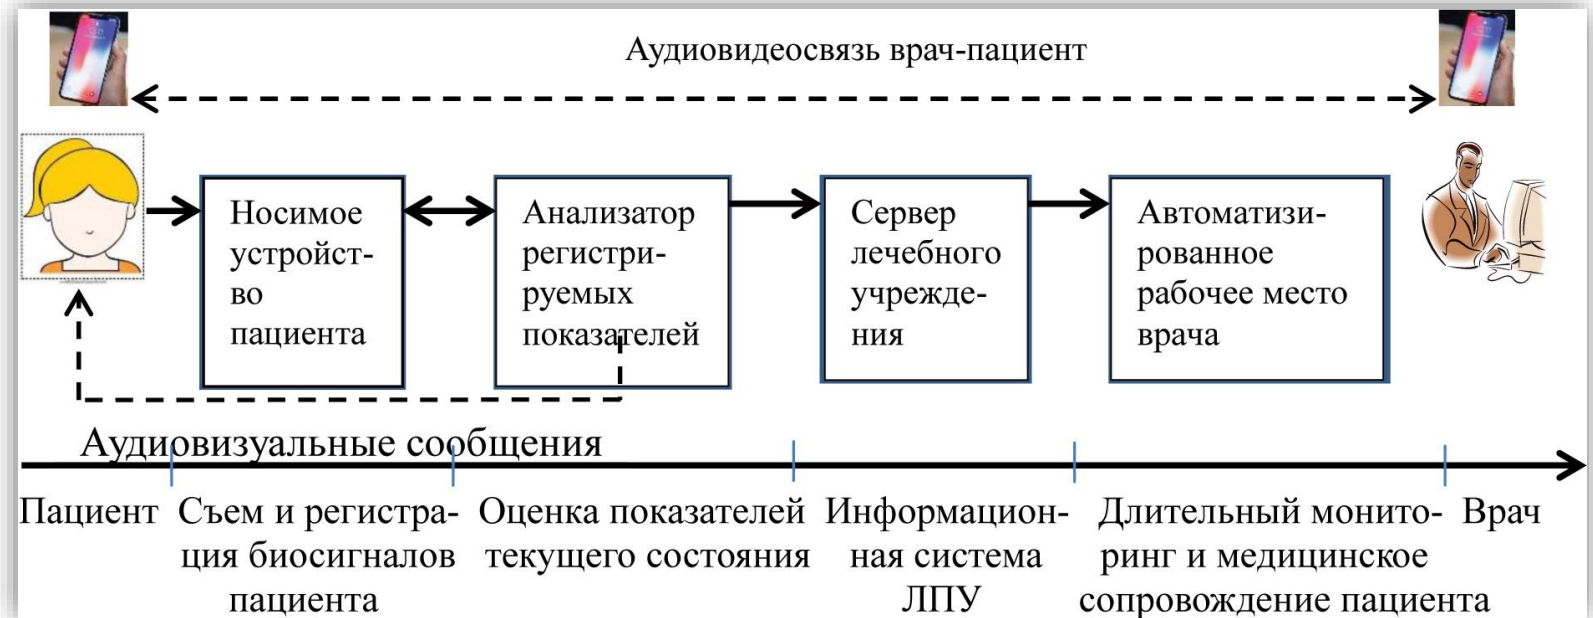 Аудиовидеосвязь врач-пациент
Носимое
устройст-
во
пациента
Анализатор
регистри-
руемых
показателей
Сервер
лечебного
учрежде-
ния
Автоматизи-
рованное
рабочее место
врача
Аудиовизуальные сообщения
Пациент
Съем и регистра-
ция биосигналов
пациента
Оценка показателей
текущего состояния
Информацион-
ная система
ЛПУ
Длительный монито-
ринг и медицинское
сопровождение пациента
Врач